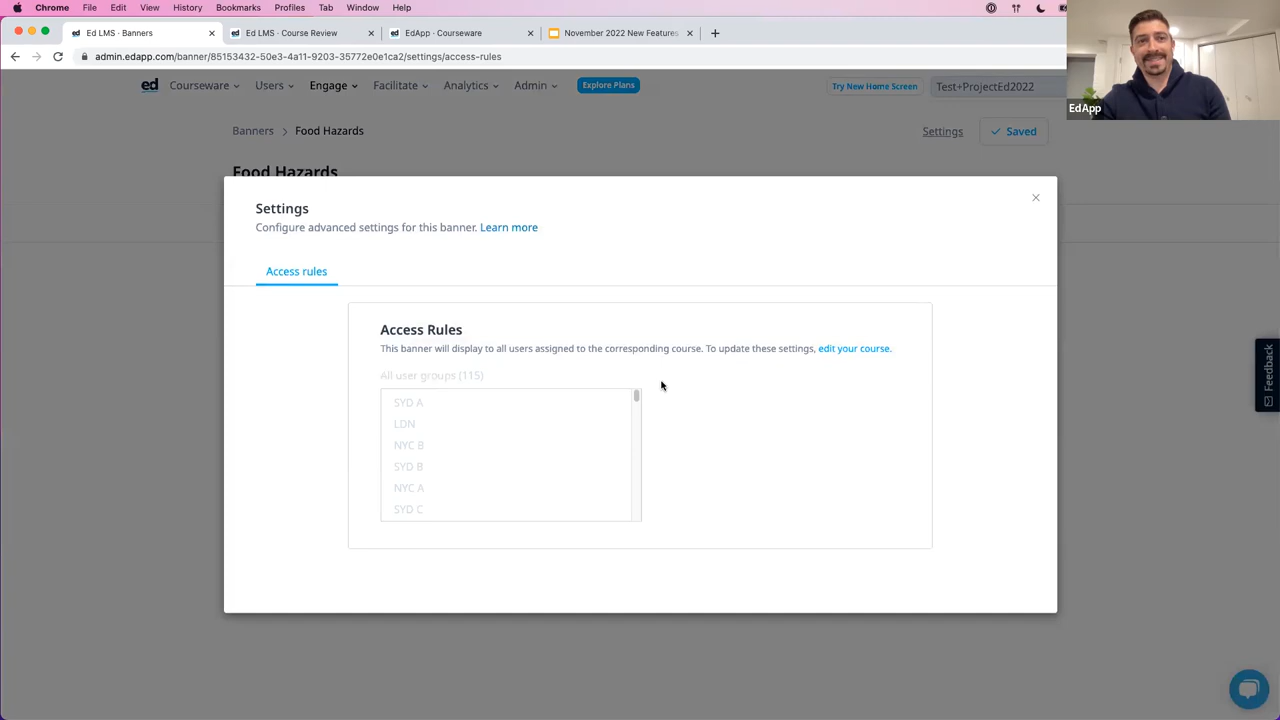 Chrome File Edit View History Bookmarks Profiles Tab Window Help
Ed LMS - Banners
Ed LMS - Course Review
EdApp - Courseware
November 2022 New Features
admin.edapp.com/banner/85153432-50e3-4a11-9203-35772e0e1ca2/settings/access-rules
ed Courseware Users Engage Facilitate Analytics Admin Explore Plans Try New Home Screen Test+ProjectEd2022
EdApp
Banners > Food Hazards
Settings Saved
Food Hazards
Settings
Configure advanced settings for this banner. Learn more
Access rules
Access Rules
This banner will display to all users assigned to the corresponding course. To update these settings, edit your course.
All user groups (115)
SYD A
LDN
NYC B
SYD B
NYC A
SYD C
Feedback